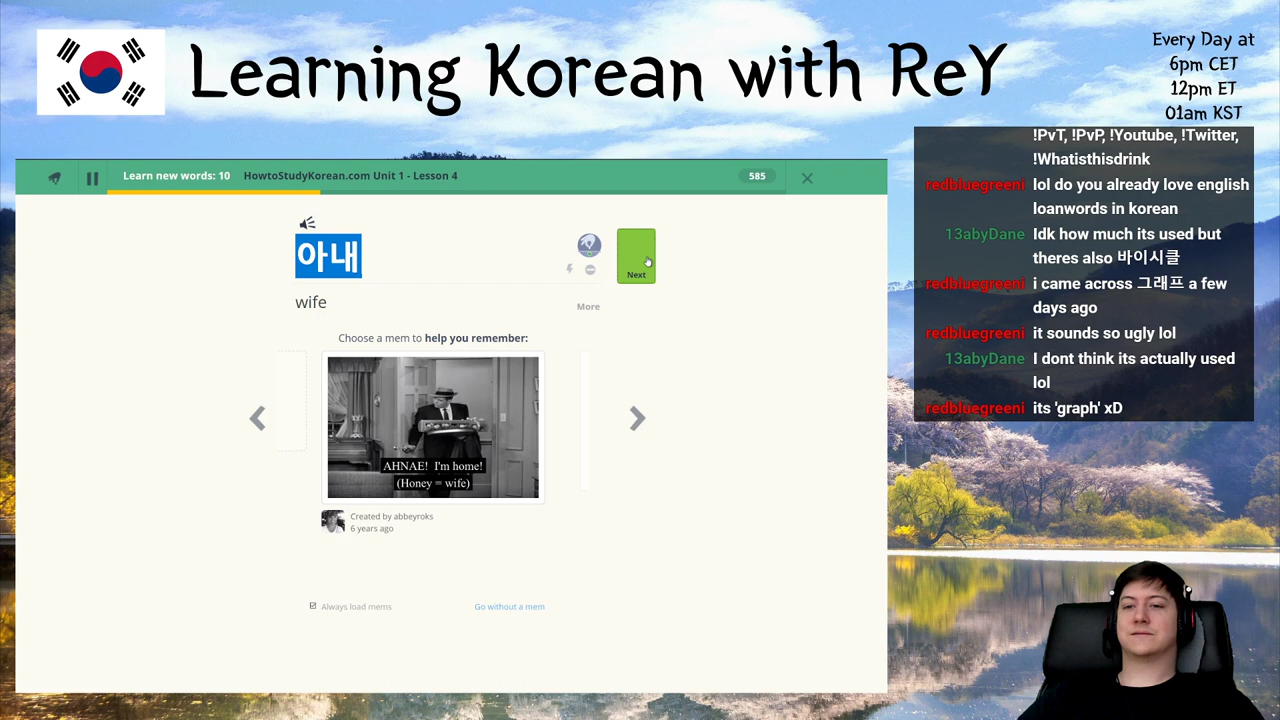 Learning Korean with ReY
Every Day at
6pm CET
12pm ET
01am KST
!PvT, !PvP, !Youtube, !Twitter,
!Whatisthisdrink
redbluegreeni lol do you already love english
loanwords in korean
13abyDane Idk how much its used but
theres also 바이시클
redbluegreeni i came across 그래프 a few
days ago
redbluegreeni it sounds so ugly lol
13abyDane I dont think its actually used
lol
redbluegreeni its 'graph' xD
Learn new words: 10 HowtoStudyKorean.com Unit 1 - Lesson 4 585
아내
Next
wife
More
Choose a mem to help you remember:
AHNAE! I'm home!
(Honey = wife)
Created by abbeyroks
6 years ago
Always load mems
Go without a mem